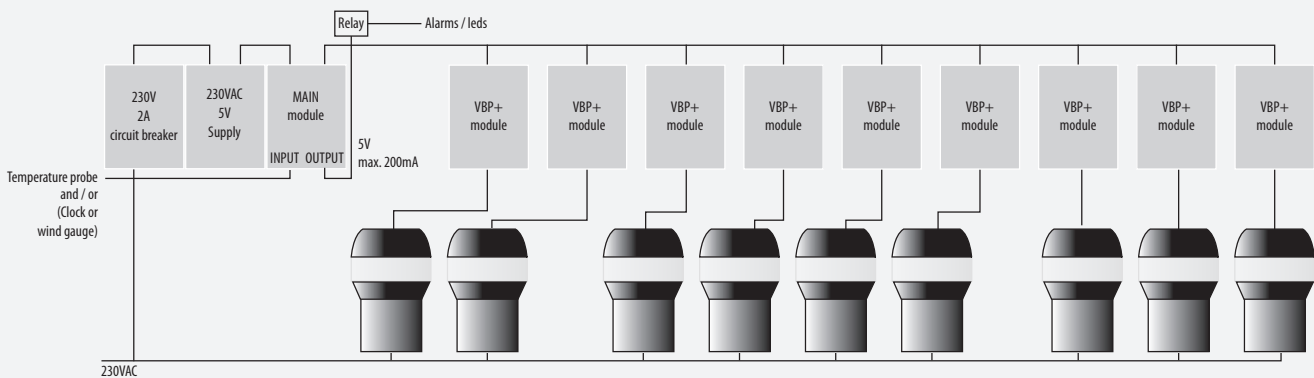 Relay
Alarms / leds
230V
2A
circuit breaker
230VAC
5V
Supply
MAIN
module
INPUT OUTPUT
5V
max. 200mA
VBP+
module
VBP+
module
VBP+
module
VBP+
module
VBP+
module
VBP+
module
VBP+
module
VBP+
module
VBP+
module
Temperature probe
and / or
(Clock or
wind gauge)
230VAC